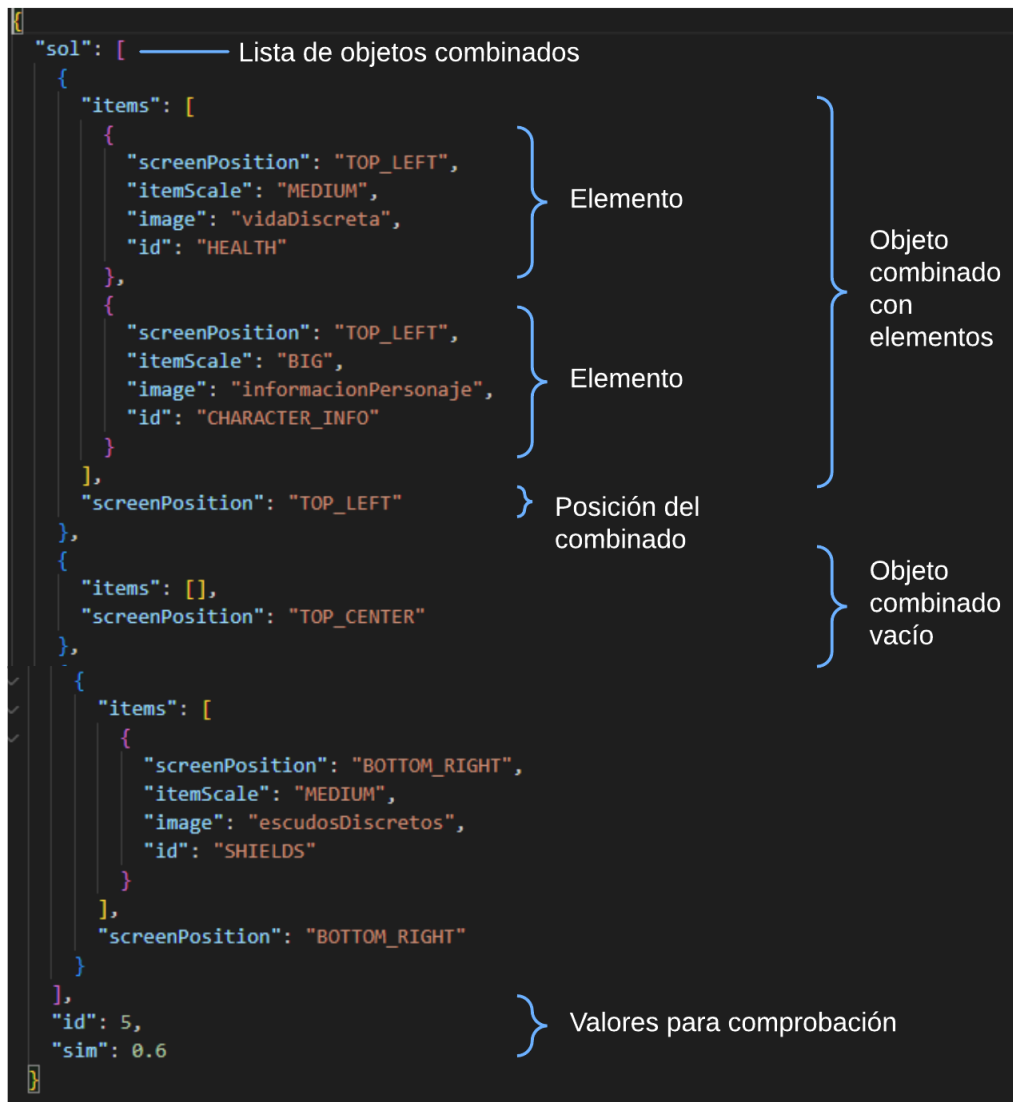 {
"sol": [ Lista de objetos combinados
{
"items": [
{
"screenPosition": "TOP_LEFT",
"itemScale": "MEDIUM",
"image": "vidaDiscreta",
"id": "HEALTH"
},
Elemento
{
"screenPosition": "TOP_LEFT",
"itemScale": "BIG",
"image": "informacionPersonaje",
"id": "CHARACTER_INFO"
}
Elemento
],
Objeto
combinado
con
elementos
"screenPosition": "TOP_LEFT"
Posición del
combinado
},
{
"items": [],
"screenPosition": "TOP_CENTER"
},
Objeto
combinado
vacío
{
"items": [
{
"screenPosition": "BOTTOM_RIGHT",
"itemScale": "MEDIUM",
"image": "escudosDiscretos",
"id": "SHIELDS"
}
],
"screenPosition": "BOTTOM_RIGHT"
}
],
"id": 5,
"sim": 0.6
Valores para comprobación
}